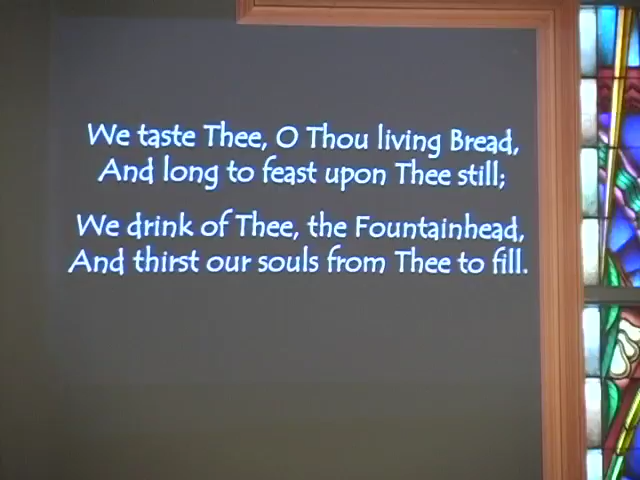 We taste Thee, O Thou living Bread,
And long to feast upon Thee still;
We drink of Thee, the Fountainhead,
And thirst our souls from Thee to fill.